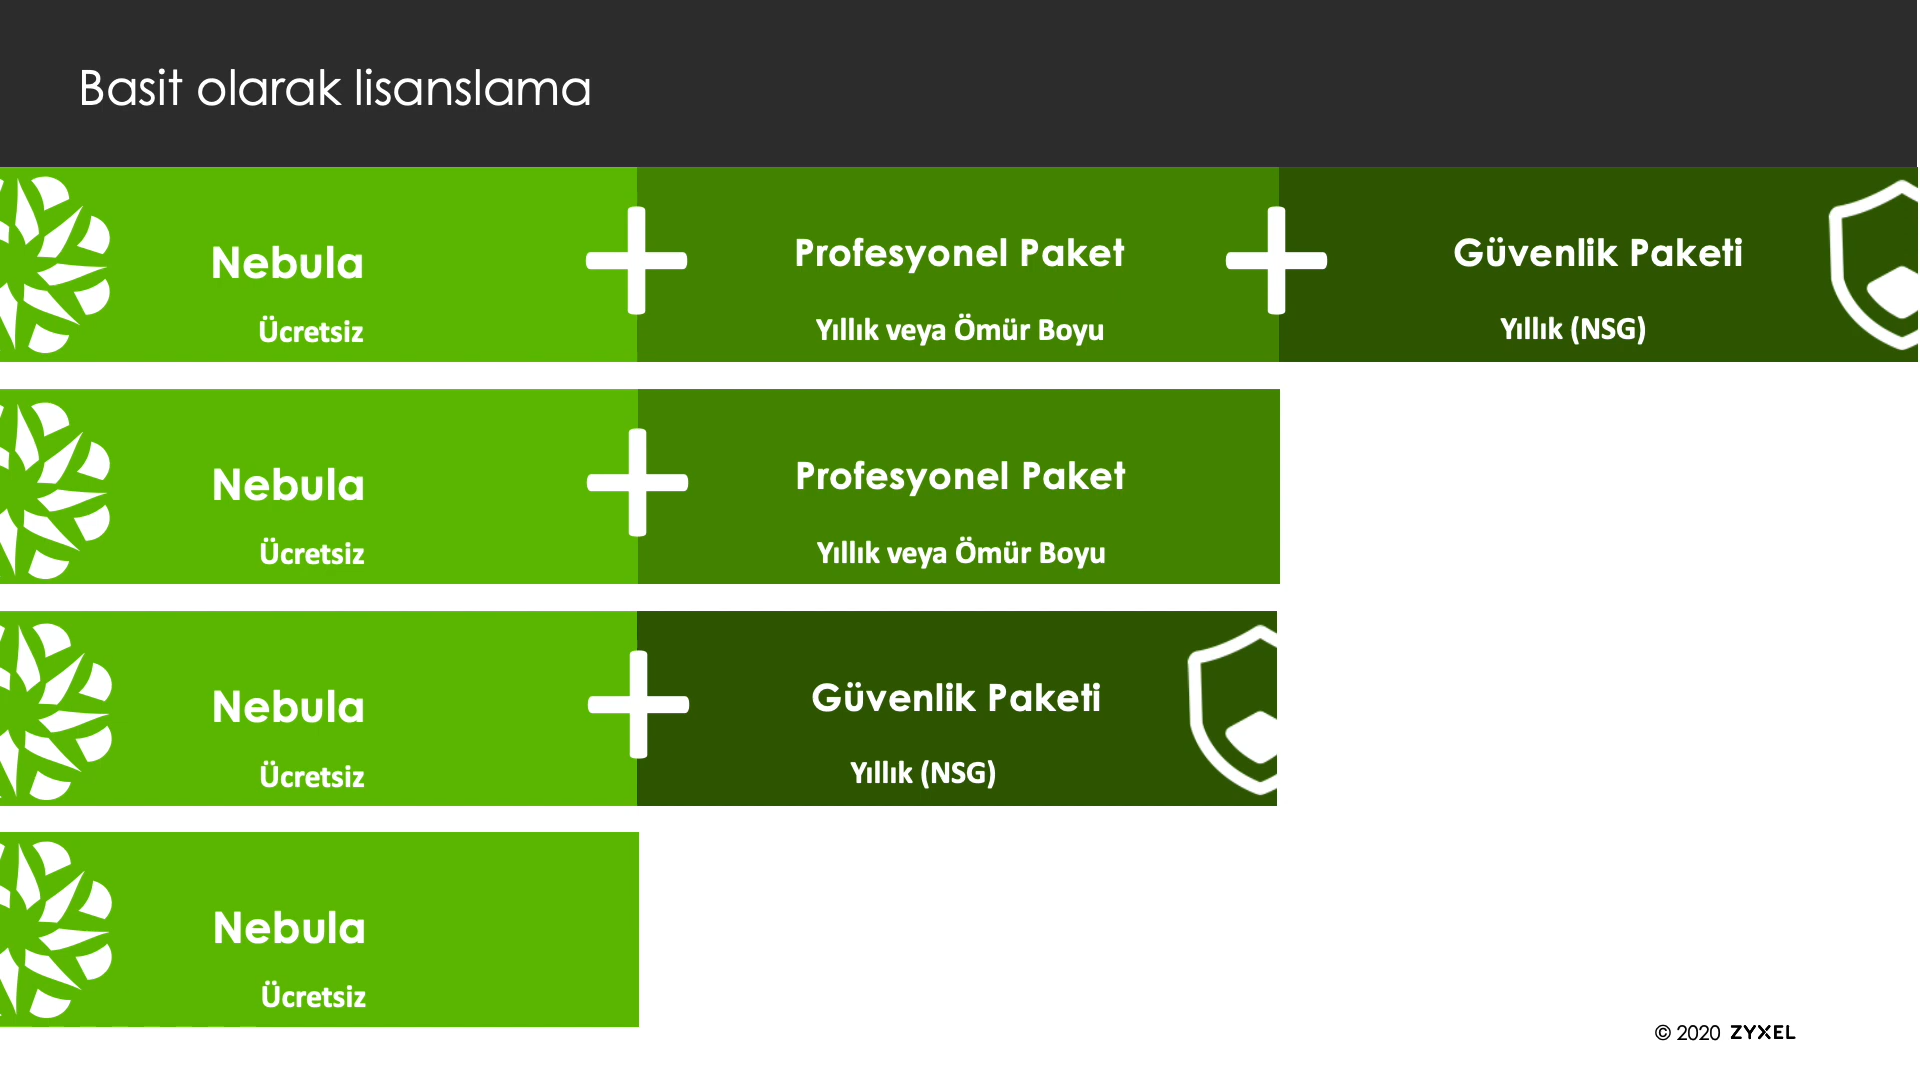 Basit olarak lisanslama
Nebula
Ücretsiz
Profesyonel Paket
Yıllık veya Ömür Boyu
Güvenlik Paketi
Yıllık (NSG)
Nebula
Ücretsiz
Profesyonel Paket
Yıllık veya Ömür Boyu
Nebula
Ücretsiz
Güvenlik Paketi
Yıllık (NSG)
Nebula
Ücretsiz
© 2020 ZYXEL